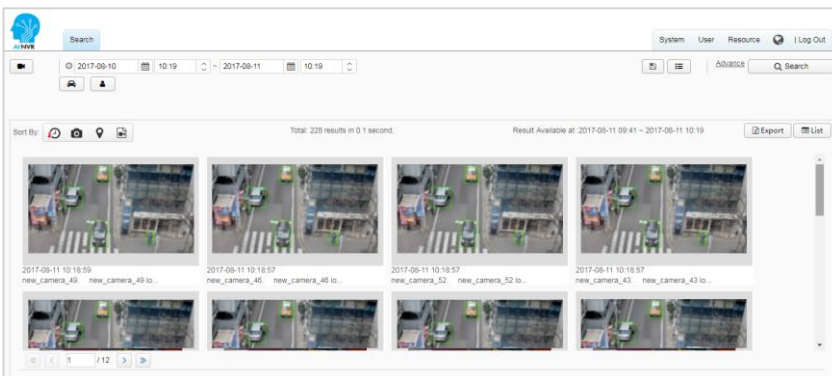 AI NVR
Search
System User Resource | Log Out
2017-08-10 10:19 ~ 2017-08-11 10:19
Advance Search
Sort By:
Total: 228 results in 0.1 second.
Result Available at :2017-08-11 09:41 ~ 2017-08-11 10:19
Export List
2017-08-11 10:18:59
new_camera_49. new_camera_49 lo...
2017-08-11 10:18:57
new_camera_46. new_camera_46 lo...
2017-08-11 10:18:57
new_camera_52. new_camera_52 lo...
2017-08-11 10:18:57
new_camera_43. new_camera_43 lo...
1 / 12